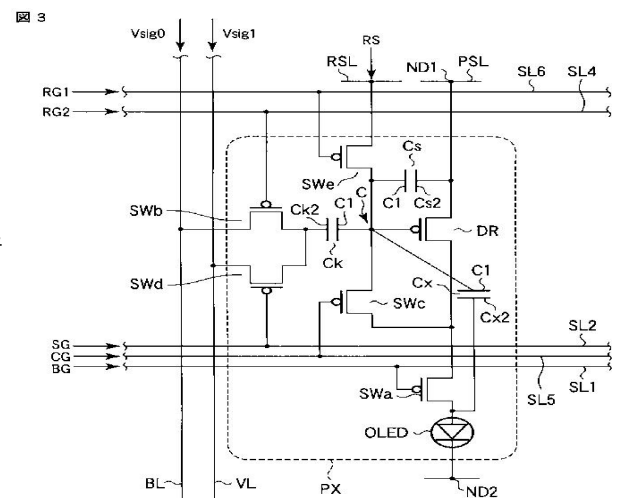 図 3
Vsig0 Vsig1 RS
RSL ND1 PSL
RG1 SL6 SL4
RG2
Cs
SWe C1 Cs2
SWb Ck2 C1 C
DR
Ck
SWd Cx C1
SWc Cx2
SG SL2
CG
BG SL1
SWa SL5
OLED
BL VL PX ND2